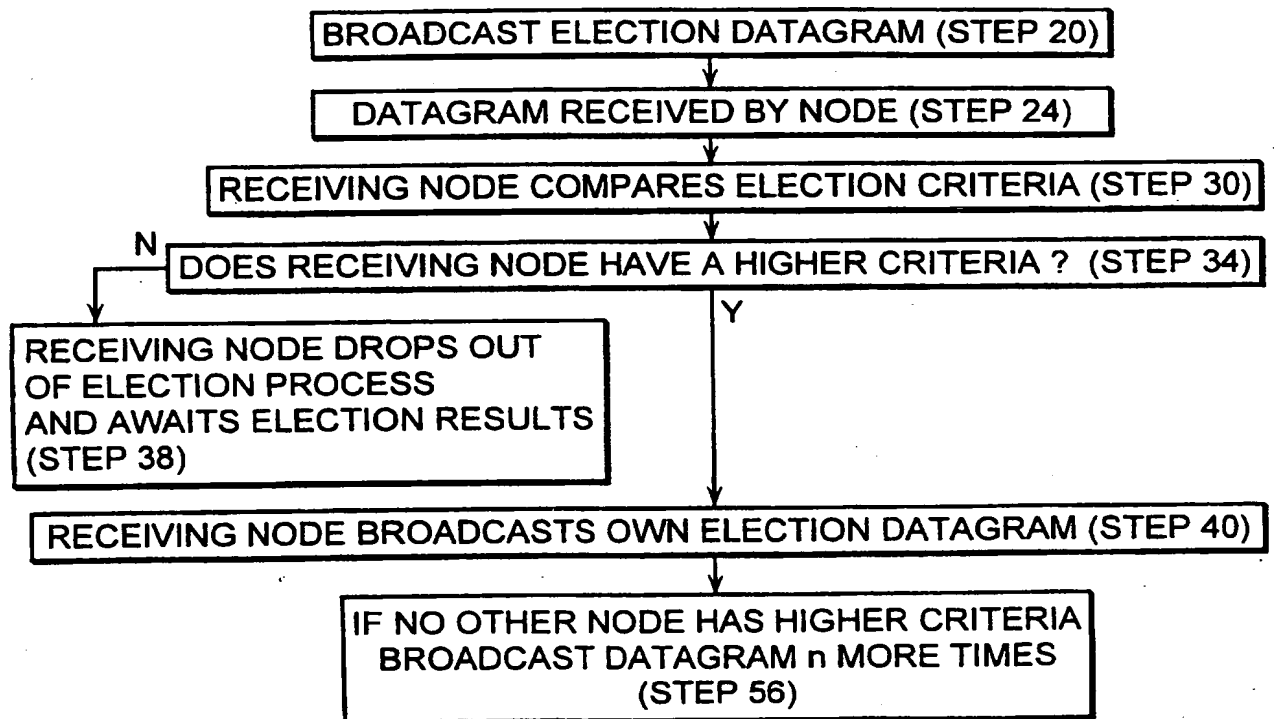 BROADCAST ELECTION DATAGRAM (STEP 20)
DATAGRAM RECEIVED BY NODE (STEP 24)
RECEIVING NODE COMPARES ELECTION CRITERIA (STEP 30)
N
DOES RECEIVING NODE HAVE A HIGHER CRITERIA ? (STEP 34)
Y
RECEIVING NODE DROPS OUT
OF ELECTION PROCESS
AND AWAITS ELECTION RESULTS
(STEP 38)
RECEIVING NODE BROADCASTS OWN ELECTION DATAGRAM (STEP 40)
IF NO OTHER NODE HAS HIGHER CRITERIA
BROADCAST DATAGRAM n MORE TIMES
(STEP 56)